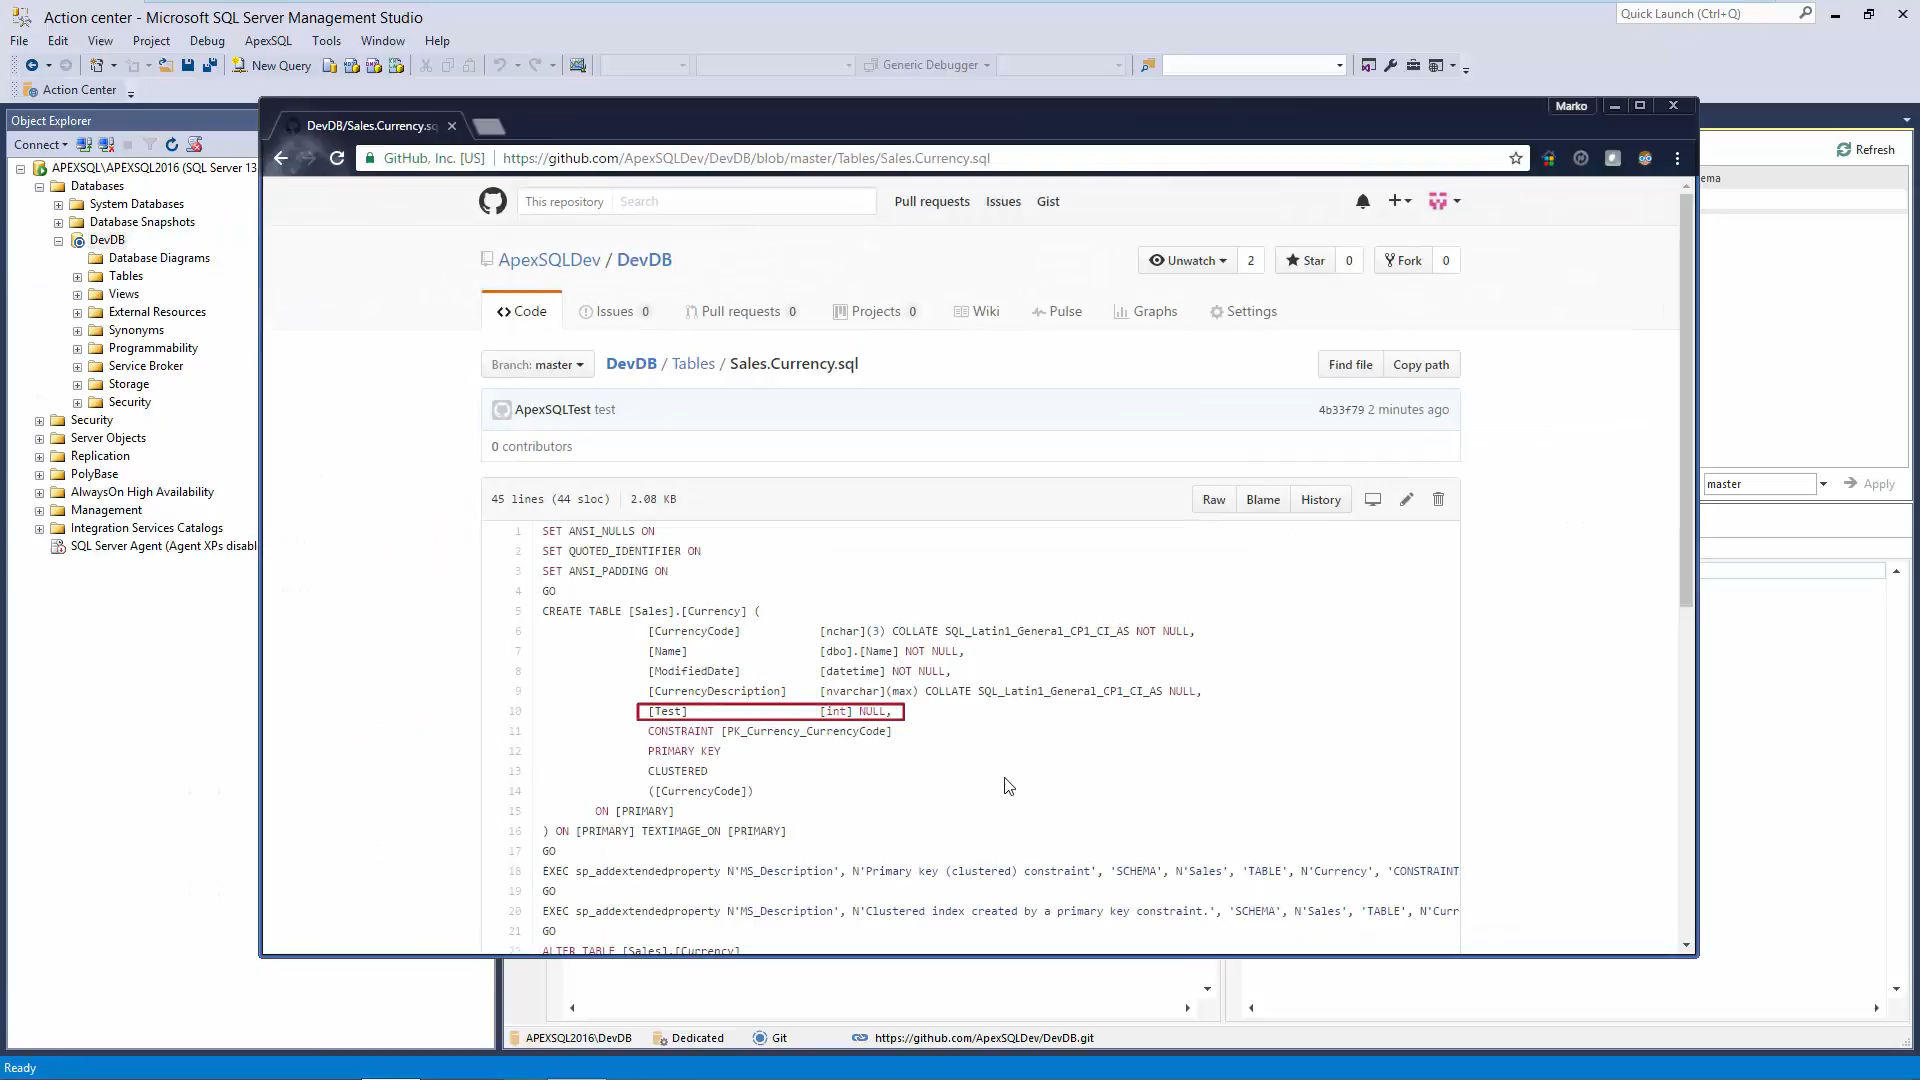 Action center - Microsoft SQL Server Management Studio
Quick Launch (Ctrl+Q)
File Edit View Project Debug ApexSQL Tools Window Help
New Query
Generic Debugger
Action Center
Object Explorer
Connect
APEXSQL\APEXSQL2016 (SQL Server 13
Databases
System Databases
Database Snapshots
DevDB
Database Diagrams
Tables
Views
External Resources
Synonyms
Programmability
Service Broker
Storage
Security
Security
Server Objects
Replication
PolyBase
AlwaysOn High Availability
Management
Integration Services Catalogs
SQL Server Agent (Agent XPs disabl
Marko
DevDB/Sales.Currency.sq
GitHub, Inc. [US] https://github.com/ApexSQLDev/DevDB/blob/master/Tables/Sales.Currency.sql
This repository Search Pull requests Issues Gist
ApexSQLDev / DevDB
Unwatch 2 Star 0 Fork 0
Code Issues 0 Pull requests 0 Projects 0 Wiki Pulse Graphs Settings
Branch: master DevDB / Tables / Sales.Currency.sql Find file Copy path
ApexSQLTest test 4b33f79 2 minutes ago
0 contributors
45 lines (44 sloc) 2.08 KB Raw Blame History
1 SET ANSI_NULLS ON
2 SET QUOTED_IDENTIFIER ON
3 SET ANSI_PADDING ON
4 GO
5 CREATE TABLE [Sales].[Currency] (
6 [CurrencyCode] [nchar](3) COLLATE SQL_Latin1_General_CP1_CI_AS NOT NULL,
7 [Name] [dbo].[Name] NOT NULL,
8 [ModifiedDate] [datetime] NOT NULL,
9 [CurrencyDescription] [nvarchar](max) COLLATE SQL_Latin1_General_CP1_CI_AS NULL,
10 [Test] [int] NULL,
11 CONSTRAINT [PK_Currency_CurrencyCode]
12 PRIMARY KEY
13 CLUSTERED
14 ([CurrencyCode])
15 ON [PRIMARY]
16 ) ON [PRIMARY] TEXTIMAGE_ON [PRIMARY]
17 GO
18 EXEC sp_addextendedproperty N'MS_Description', N'Primary key (clustered) constraint', 'SCHEMA', N'Sales', 'TABLE', N'Currency', 'CONSTRAINT
19 GO
20 EXEC sp_addextendedproperty N'MS_Description', N'Clustered index created by a primary key constraint.', 'SCHEMA', N'Sales', 'TABLE', N'Curr
21 GO
22 ALTER TABLE [Sales].[Currency]
Refresh
ema
master Apply
APEXSQL2016\DevDB Dedicated Git https://github.com/ApexSQLDev/DevDB.git
Ready